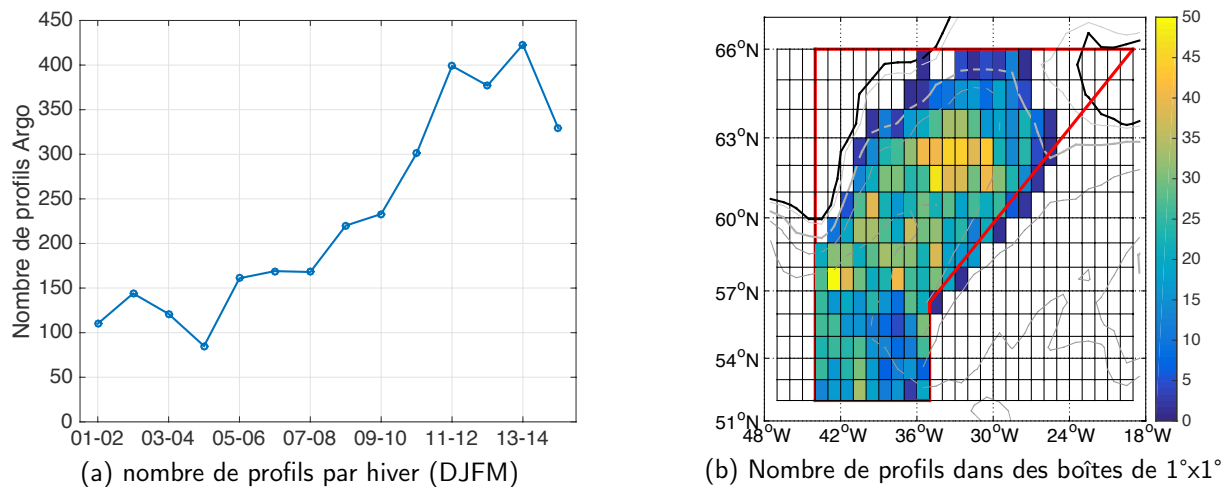 Nombre de profils Argo
450
400
350
300
250
200
150
100
50
0
01-02 03-04 05-06 07-08 09-10 11-12 13-14
(a) nombre de profils par hiver (DJFM)
66°N
63°N
60°N
57°N
54°N
51°N
48°W 42°W 36°W 30°W 24°W 18°W
50
45
40
35
30
25
20
15
10
5
0
(b) Nombre de profils dans des boîtes de 1°x1°